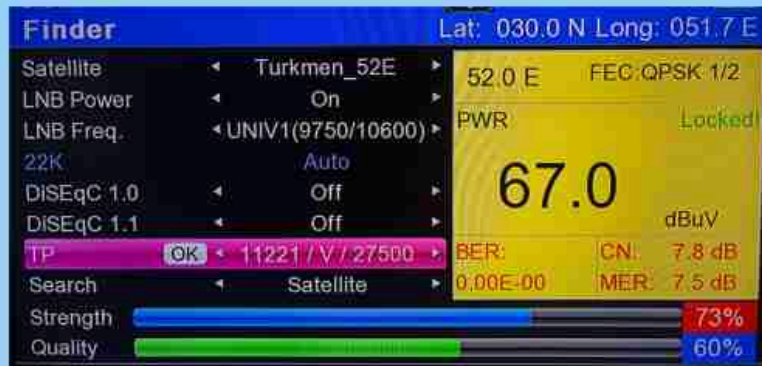 Finder
Lat: 030.0 N Long: 051.7 E
Satellite Turkmen_52E
LNB Power On
LNB Freq. UNIV1(9750/10600)
22K Auto
DiSEqC 1.0 Off
DiSEqC 1.1 Off
TP OK 11221 / V / 27500
Search Satellite
52.0 E FEC:QPSK 1/2
PWR Locked!
67.0
dBuV
BER: CN: 7.8 dB
0.00E-00 MER: 7.5 dB
Strength 73%
Quality 60%